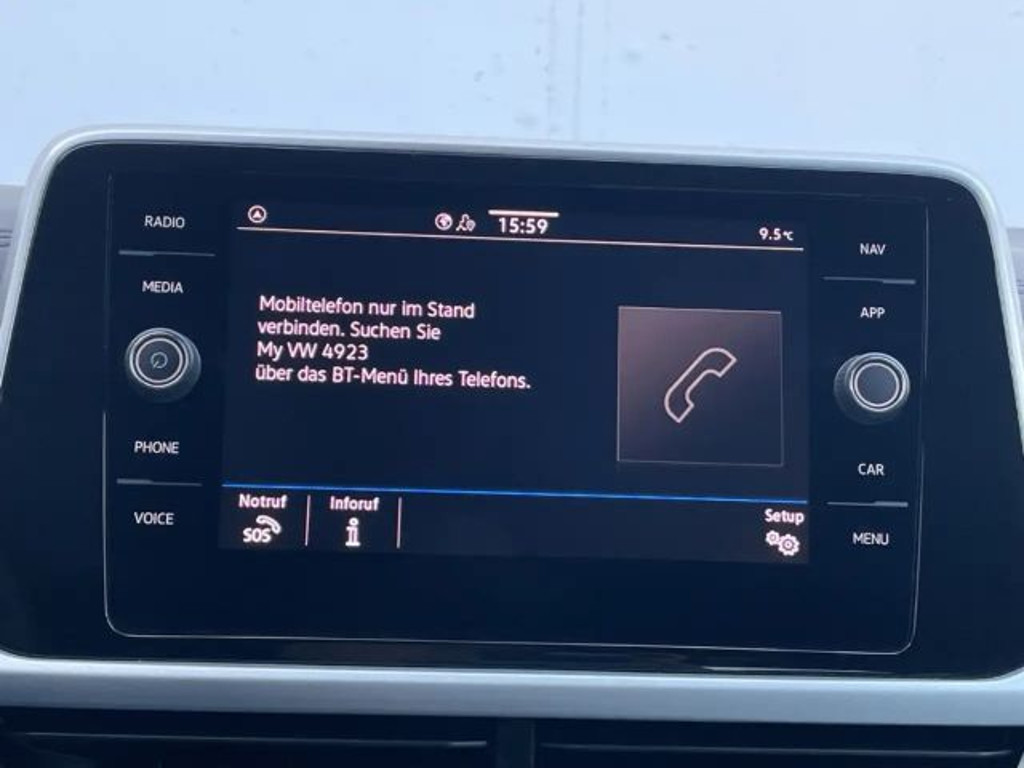 RADIO
MEDIA
PHONE
VOICE
15:59
9.5°C
Mobiltelefon nur im Stand
verbinden. Suchen Sie
My VW 4923
über das BT-Menü Ihres Telefons.
Notruf
SOS
Inforuf
i
Setup
NAV
APP
CAR
MENU